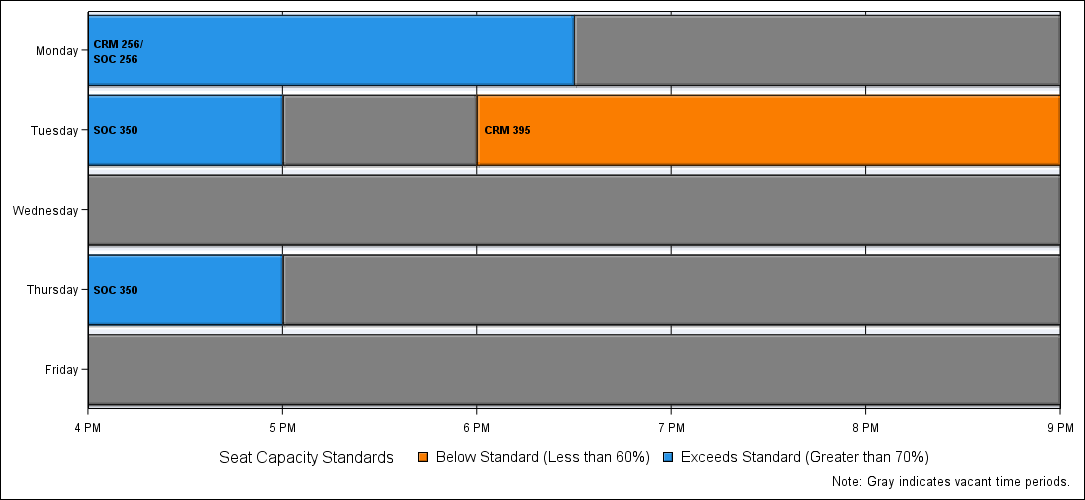 Monday
CRM 256/
SOC 256
Tuesday
SOC 350
CRM 395
Wednesday
Thursday
SOC 350
Friday
4 PM 5 PM 6 PM 7 PM 8 PM 9 PM
Seat Capacity Standards Below Standard (Less than 60%) Exceeds Standard (Greater than 70%)
Note: Gray indicates vacant time periods.